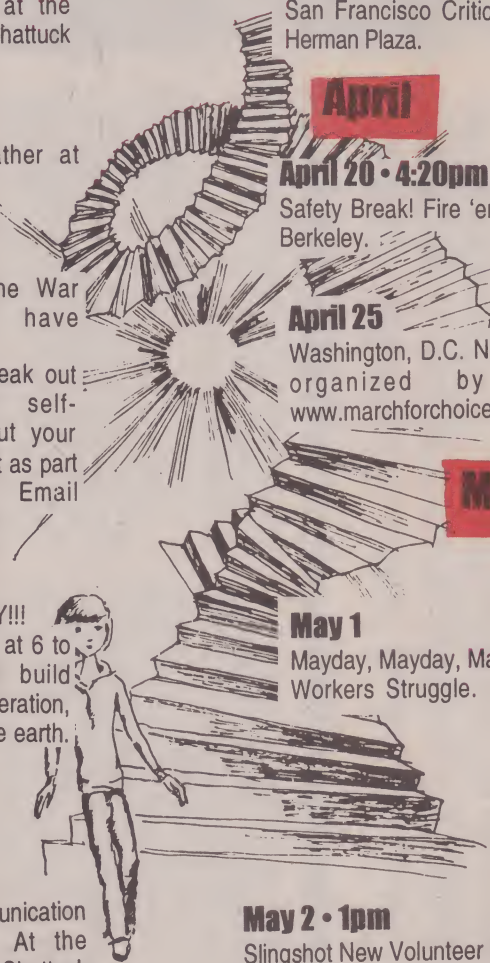 at the
hattuck
ther at
ne War
have
eak out
self-
ut your
t as part
Email
Y!!!
at 6 to
build
eration,
e earth.
unication
At the
San Francisco Critic
Herman Plaza.
April
April 20 • 4:20pm
Safety Break! Fire 'er
Berkeley.
April 25
Washington, D.C. N
organized by
www.marchforchoice
M
May 1
Mayday, Mayday, Ma
Workers Struggle.
May 2 • 1pm
Slingshot New Volunteer